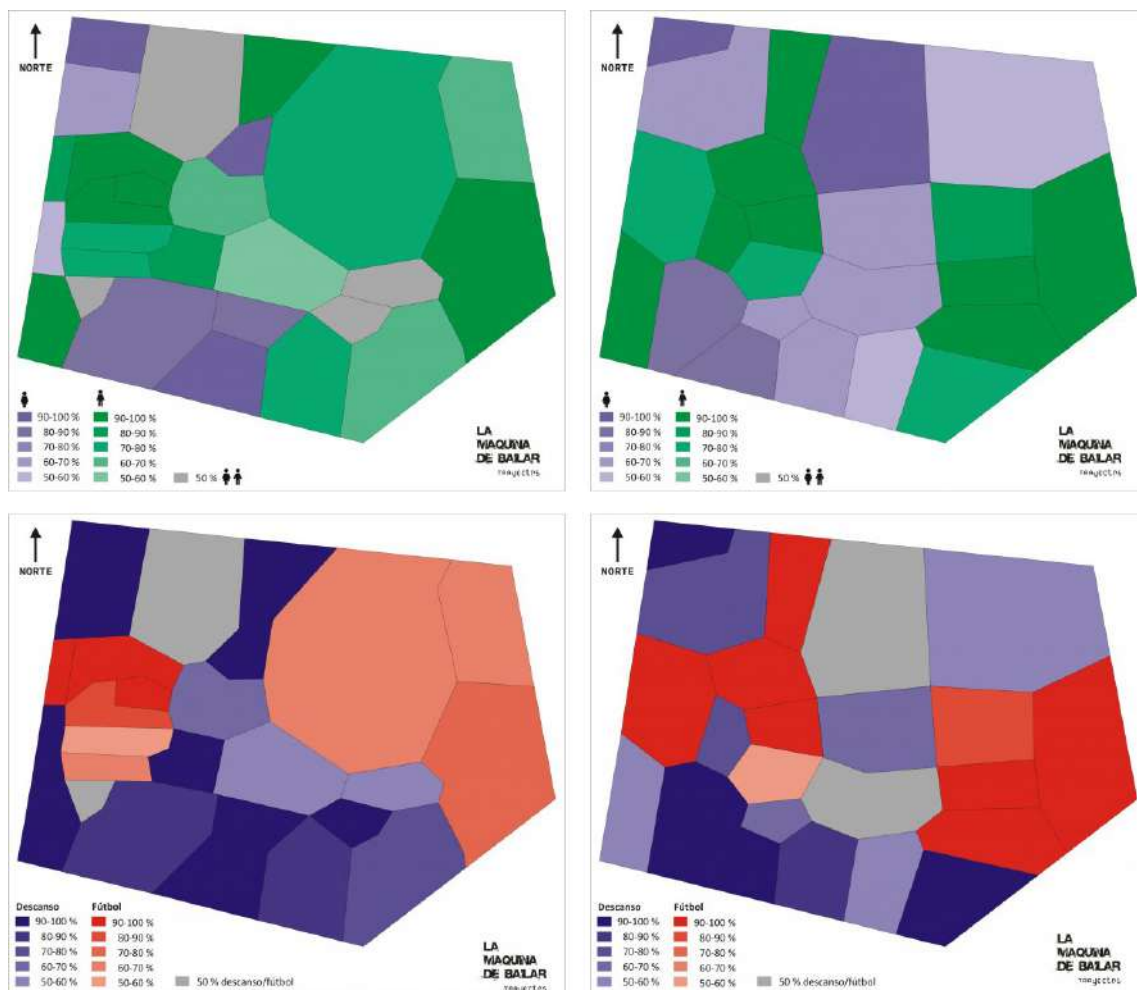 NORTE
90-100 % 90-100 %
80-90 % 80-90 %
70-80 % 70-80 %
60-70 % 60-70 %
50-60 % 50-60 % 50 %
LA
MAQUINA
DE BAILAR
PROYECTOS
NORTE
90-100 % 90-100 %
80-90 % 80-90 %
70-80 % 70-80 %
60-70 % 60-70 %
50-60 % 50-60 % 50 %
LA
MAQUINA
DE BAILAR
PROYECTOS
NORTE
Descanso Fútbol
90-100 % 90-100 %
80-90 % 80-90 %
70-80 % 70-80 %
60-70 % 60-70 %
50-60 % 50-60 % 50 % descanso/fútbol
LA
MAQUINA
DE BAILAR
PROYECTOS
NORTE
Descanso Fútbol
90-100 % 90-100 %
80-90 % 80-90 %
70-80 % 70-80 %
60-70 % 60-70 %
50-60 % 50-60 % 50 % descanso/fútbol
LA
MAQUINA
DE BAILAR
PROYECTOS